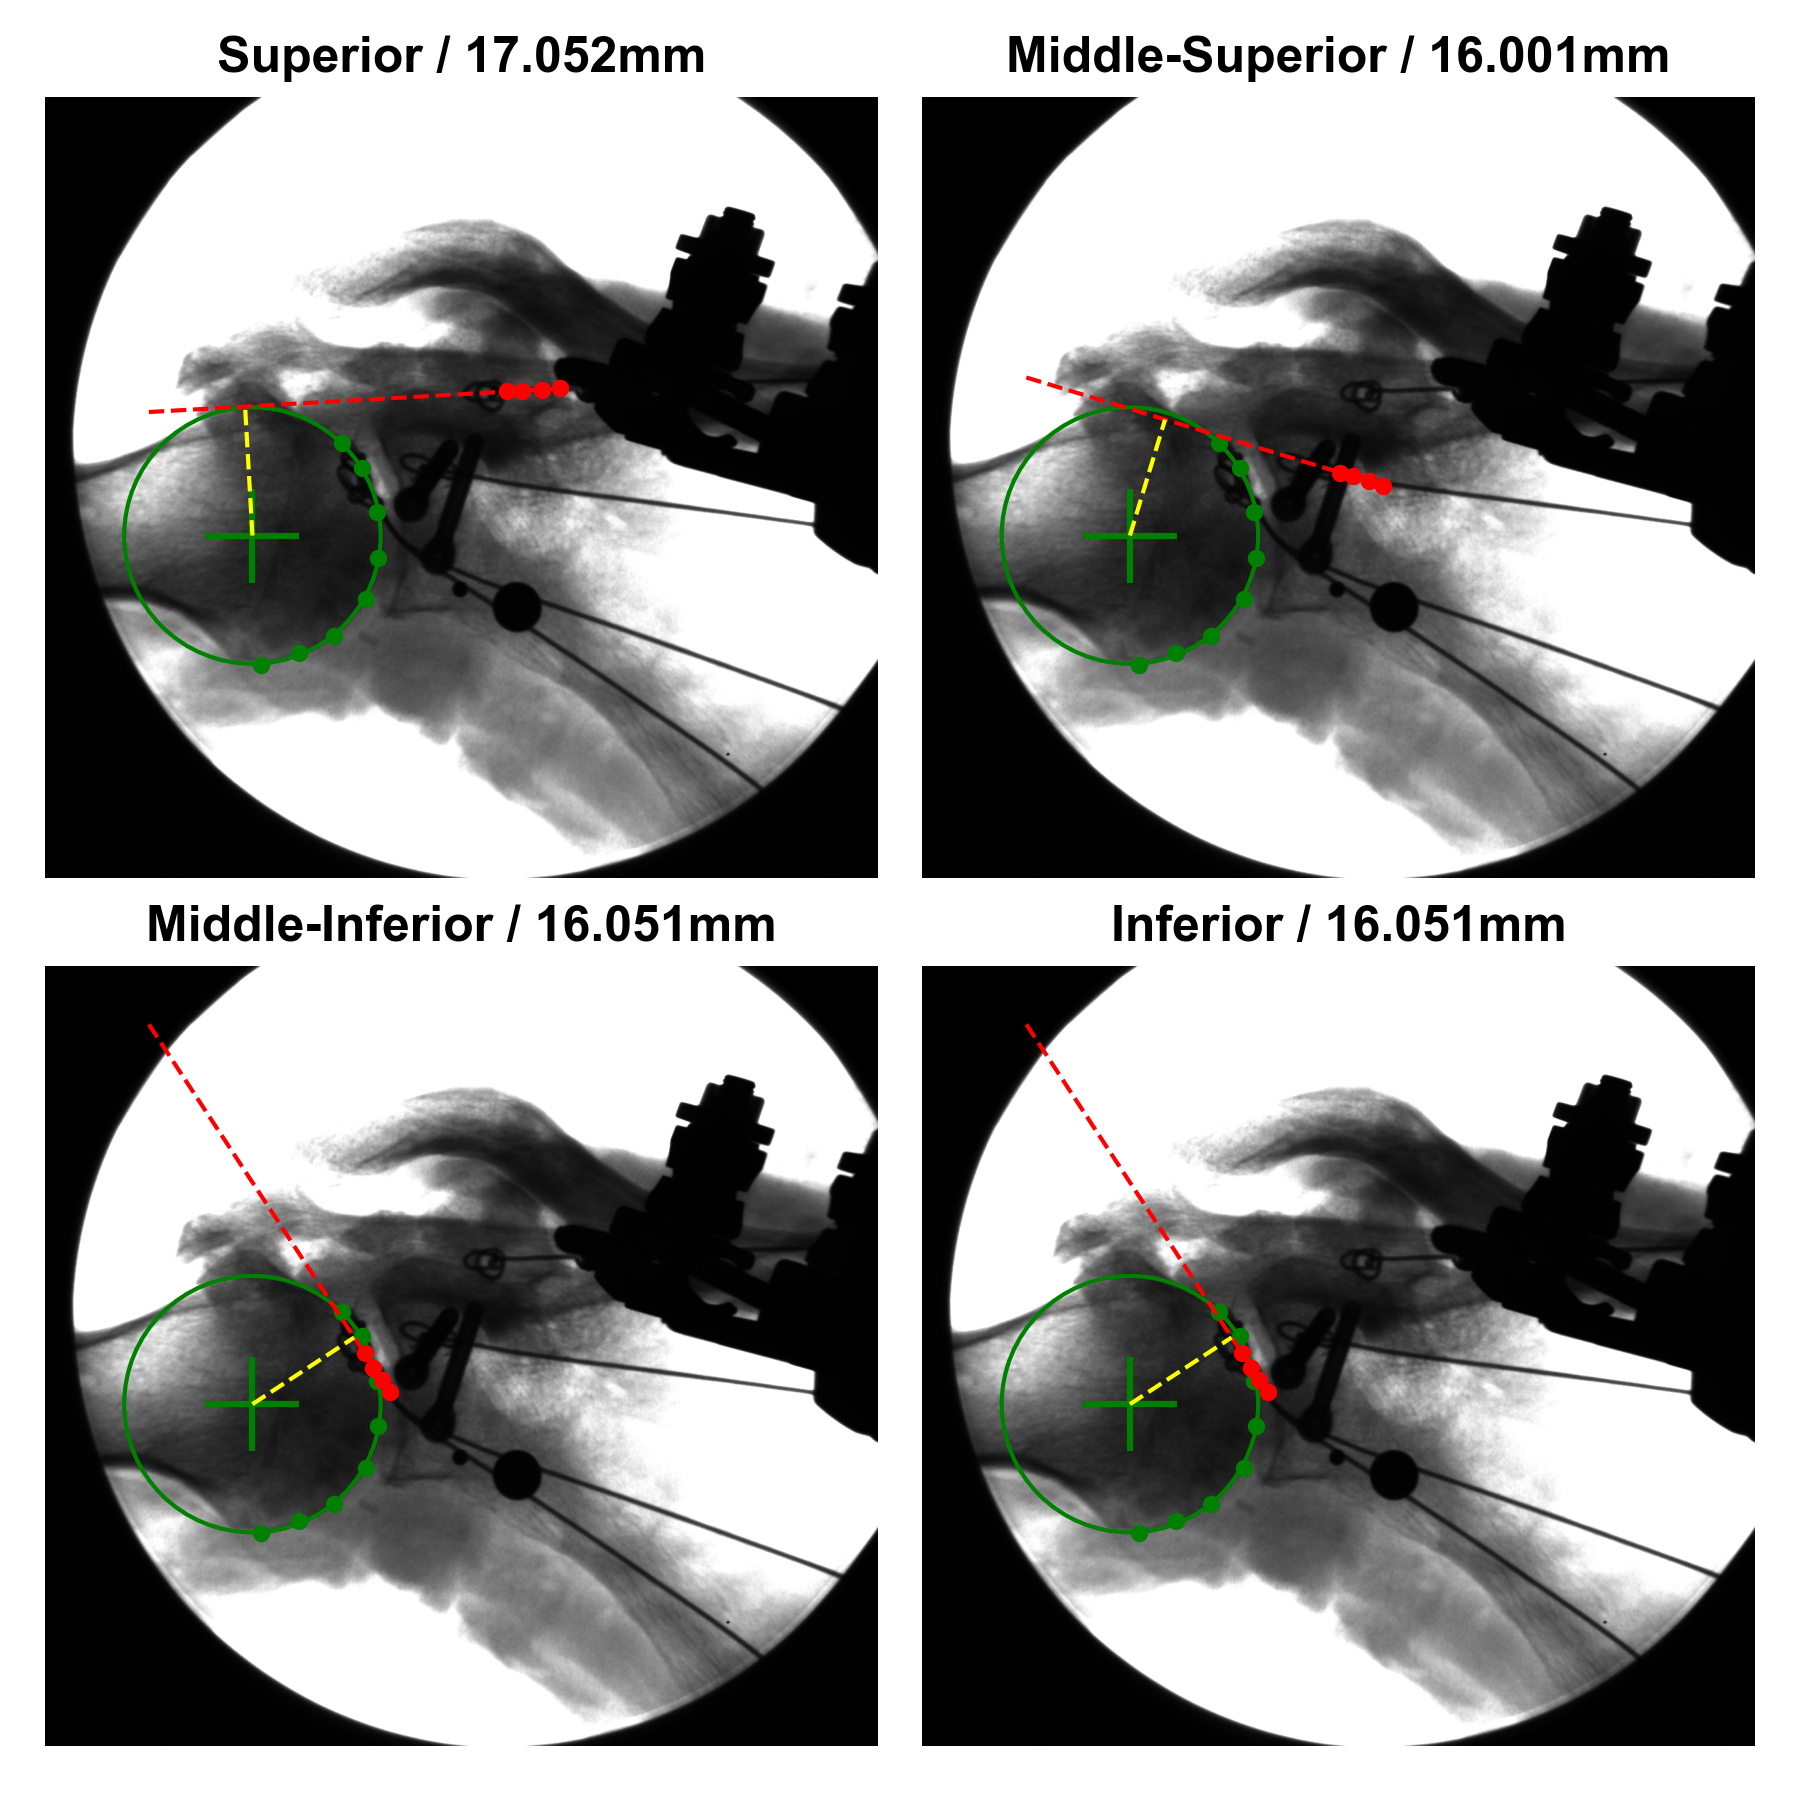 Superior / 17.052mm
Middle-Superior / 16.001mm
Middle-Inferior / 16.051mm
Inferior / 16.051mm